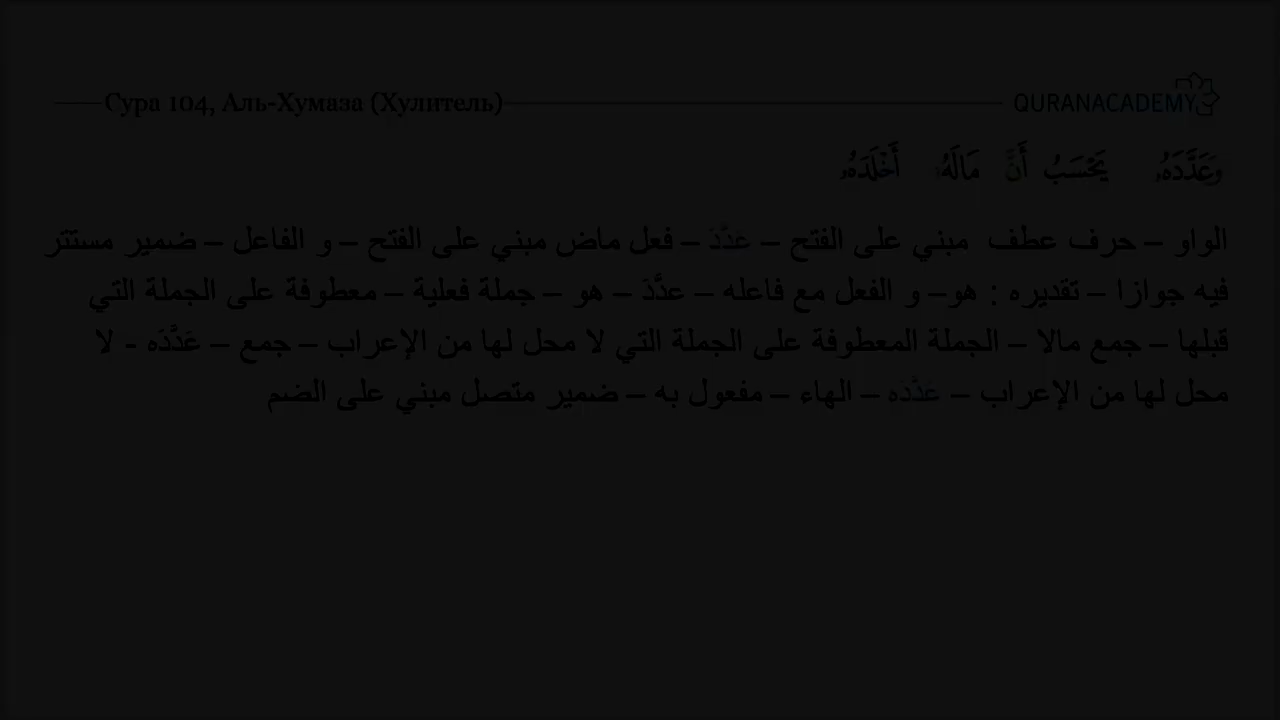 Сура 104, Аль-Хумаза (Хулитель)
QURANACADEMY
وَعَدَّدَهُۥ يَحْسَبُ أَنَّ مَالَهُۥٓ أَخْلَدَهُۥ
الواو – حرف عطف مبني على الفتح – عَدَّدَ – فعل ماض مبني على الفتح – و الفاعل – ضمير مستتر
فيه جوازا – تقديره : هو– و الفعل مع فاعله – عدَّدَ – هو – جملة فعلية – معطوفة على الجملة التي
قبلها – جمع مالا – الجملة المعطوفة على الجملة التي لا محل لها من الإعراب – جمع – عَدَّدَه - لا
محل لها من الإعراب – عَدَّدَه – الهاء – مفعول به – ضمير متصل مبني على الضم